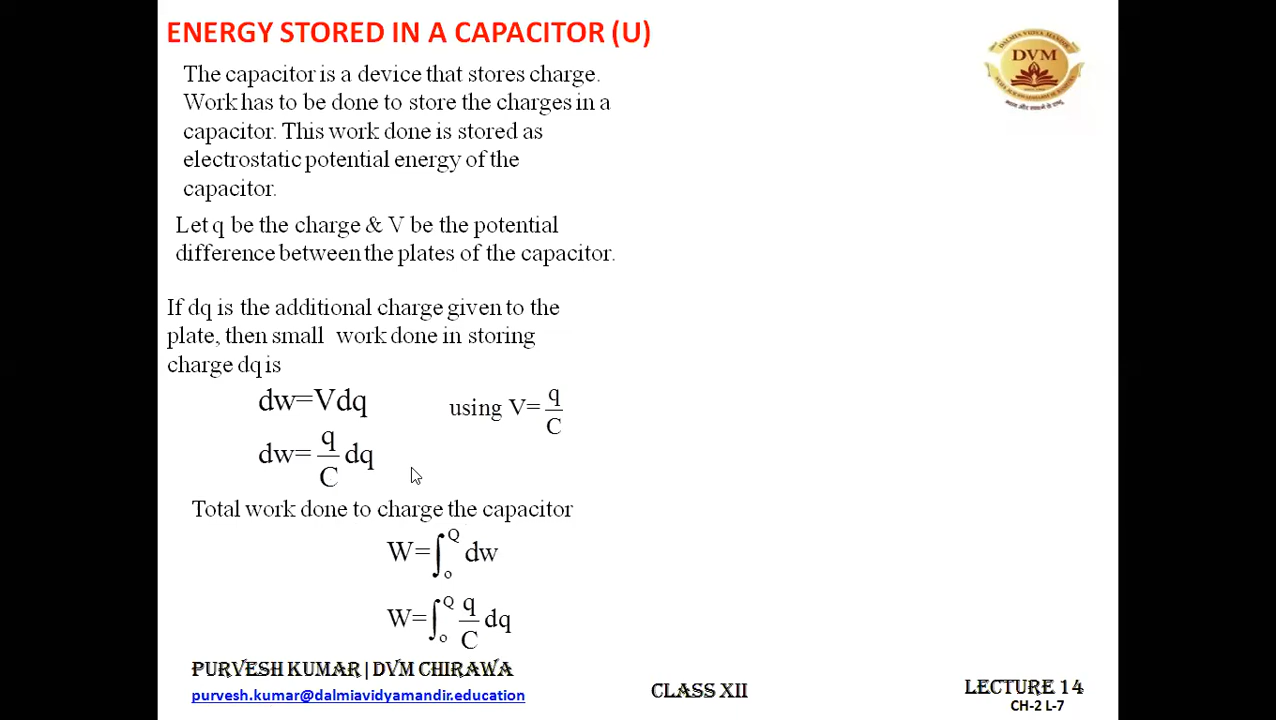 ENERGY STORED IN A CAPACITOR (U)
DVM
The capacitor is a device that stores charge.
Work has to be done to store the charges in a
capacitor. This work done is stored as
electrostatic potential energy of the
capacitor.
Let q be the charge & V be the potential
difference between the plates of the capacitor.
If dq is the additional charge given to the
plate, then small work done in storing
charge dq is
dw=Vdq using V=q/C
dw=q/C dq
Total work done to charge the capacitor
W=∫₀^Q dw
W=∫₀^Q q/C dq
PURVESH KUMAR|DVM CHIRAWA
purvesh.kumar@dalmiavidyamandir.education
CLASS XII
LECTURE 14
CH-2 L-7